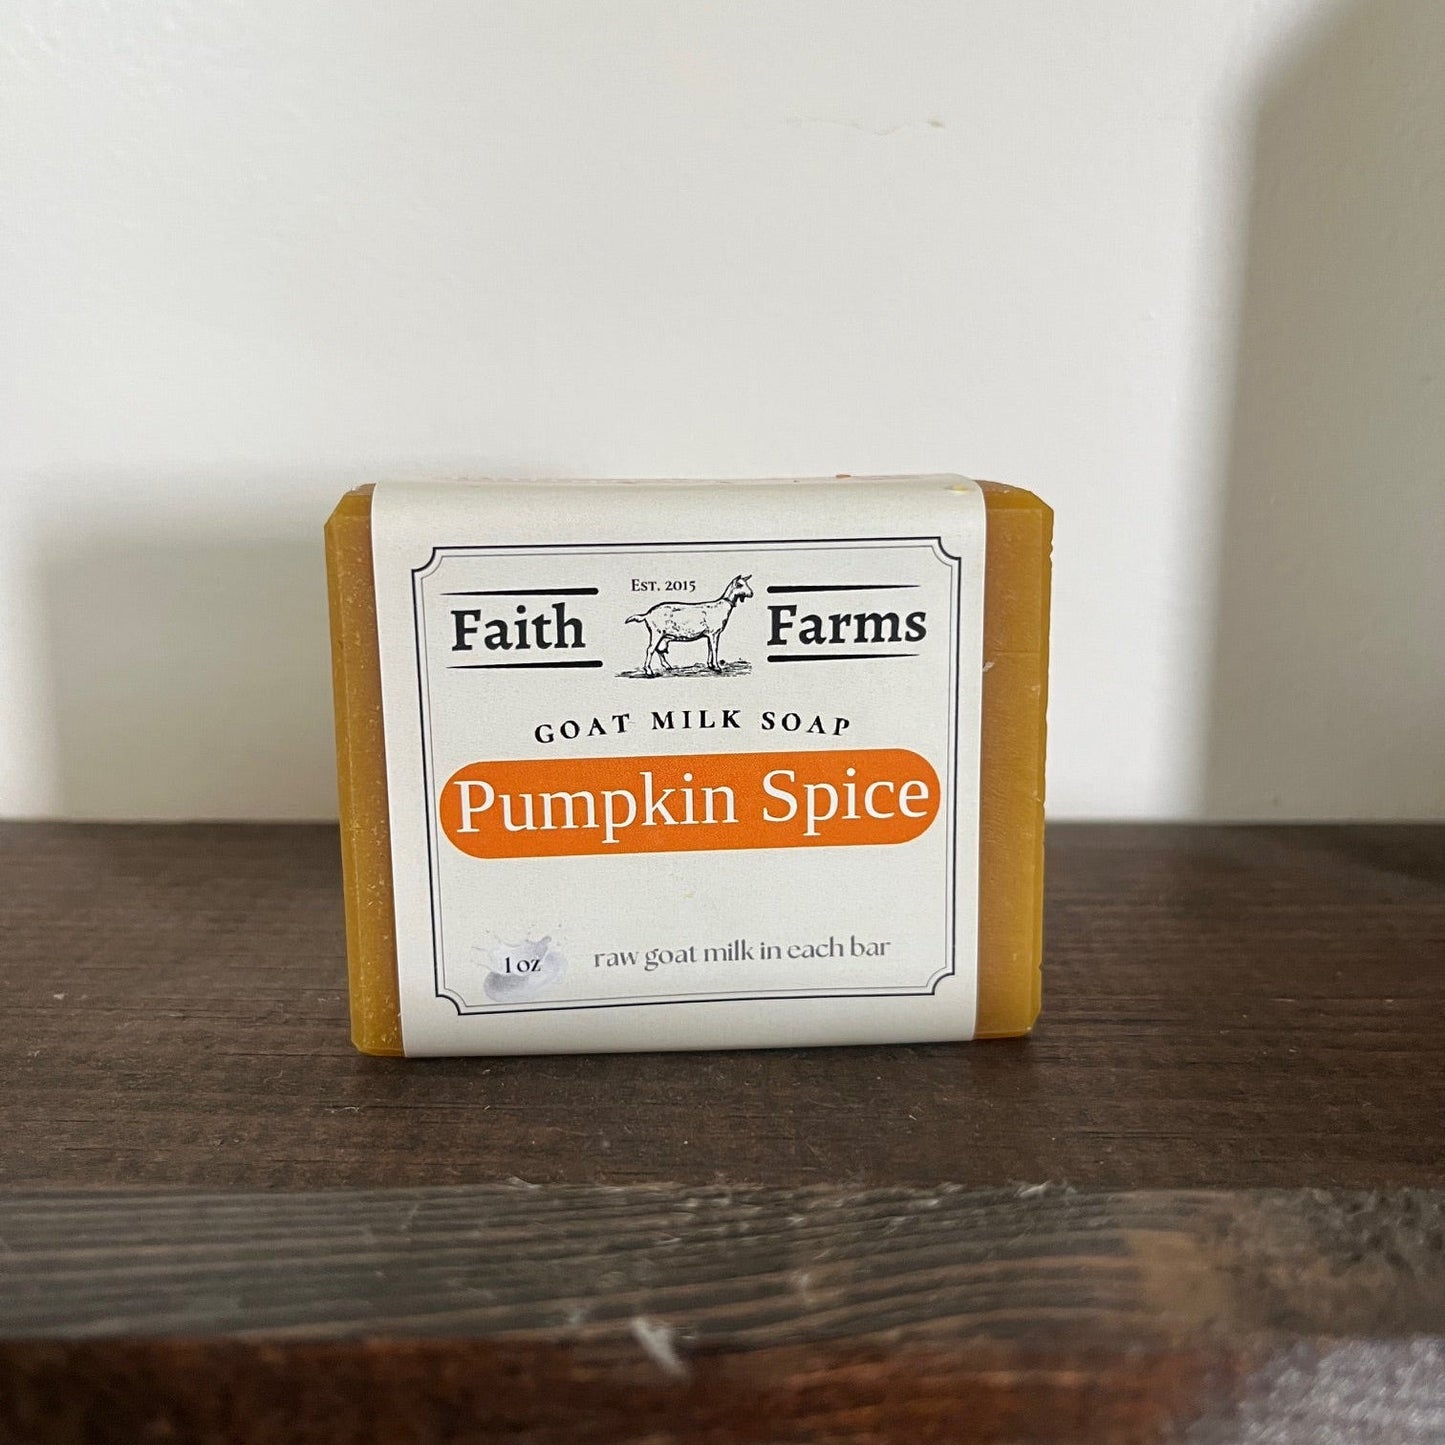 Est. 2015
Faith Farms
GOAT MILK SOAP
Pumpkin Spice
1 oz raw goat milk in each bar